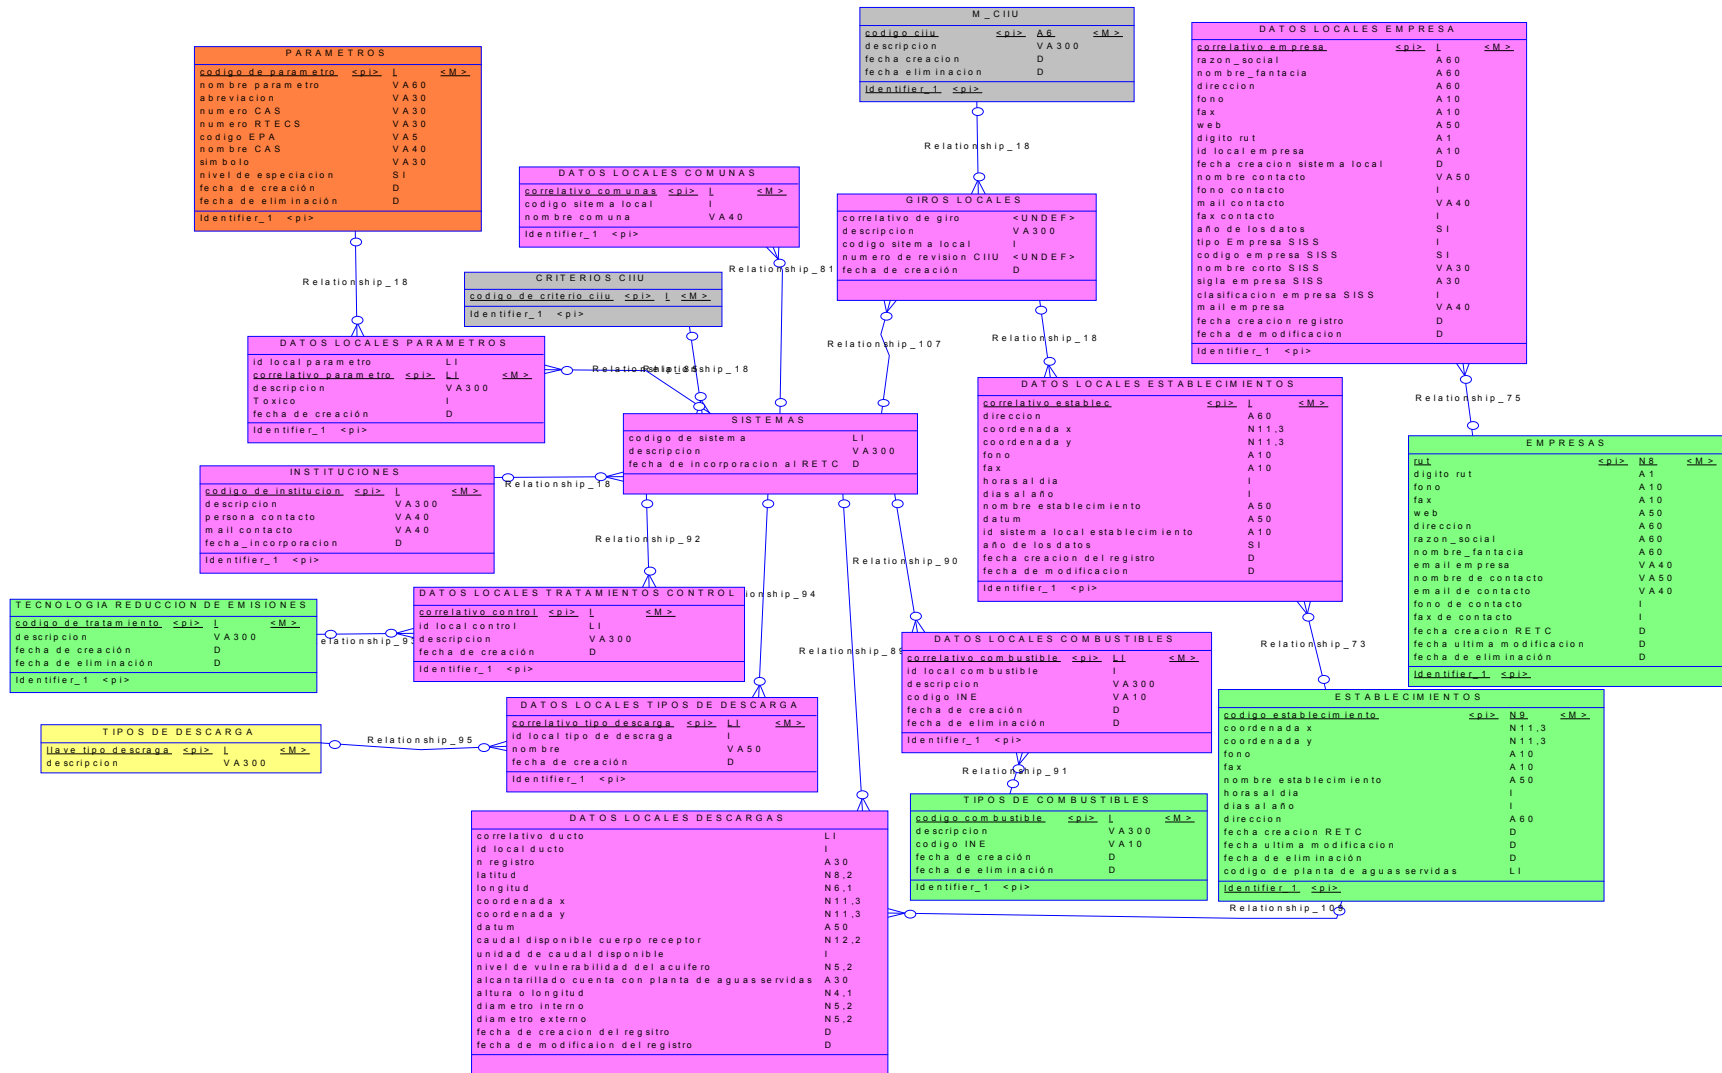 M_CIIU
codigo ciiu <pi> A6 <M>
descripcion VA300
fecha creacion D
fecha eliminacion D
Identifier_1 <pi>
DATOS LOCALES EMPRESA
correlativo empresa <pi> I <M>
razon_social A60
nombre_fantacia A60
direccion A60
fono A10
fax A10
web A50
digito rut A1
id local empresa A10
fecha creacion sistema local D
nombre contacto VA50
fono contacto I
mail contacto VA40
fax contacto I
año de los datos SI
tipo Empresa SISS I
codigo empresa SISS SI
nombre corto SISS VA30
sigla empresa SISS A30
clasificacion empresa SISS I
mail empresa VA40
fecha creacion registro D
fecha de modificacion D
Identifier_1 <pi>
PARAMETROS
codigo de parametro <pi> I <M>
nombre parametro VA60
abreviacion VA30
numero CAS VA30
numero RTECS VA30
codigo EPA VA5
nombre CAS VA40
simbolo VA30
nivel de especiacion SI
fecha de creación D
fecha de eliminación D
Identifier_1 <pi>
Relationship_18
DATOS LOCALES COMUNAS
correlativo comunas <pi> I <M>
codigo sitema local I
nombre comuna VA40
Identifier_1 <pi>
GIROS LOCALES
correlativo de giro <UNDEF>
descripcion VA300
codigo sitema local I
numero de revision CIIU <UNDEF>
fecha de creación D
Relationship_81
Relationship_18
CRITERIOS CIIU
codigo de criterio ciiu <pi> I <M>
Identifier_1 <pi>
Relationship_107
Relationship_18
DATOS LOCALES PARAMETROS
id local parametro LI
correlativo parametro <pi> LI <M>
descripcion VA300
Toxico I
fecha de creación D
Identifier_1 <pi>
Relationship_18
DATOS LOCALES ESTABLECIMIENTOS
correlativo establec <pi> I <M>
direccion A60
coordenada x N11,3
coordenada y N11,3
fono A10
fax A10
horas al dia I
dias al año I
nombre establecimiento A50
datum A50
id sistema local establecimiento A10
año de los datos SI
fecha creacion del registro D
fecha de modificacion D
Identifier_1 <pi>
Relationship_75
SISTEMAS
codigo de sistema LI
descripcion VA300
fecha de incorporacion al RETC D
EMPRESAS
rut <pi> N8 <M>
digito rut A1
fono A10
fax A10
web A50
direccion A60
razon_social A60
nombre_fantacia A60
email empresa VA40
nombre de contacto VA50
email de contacto VA40
fono de contacto I
fax de contacto I
fecha creacion RETC D
fecha ultima modificacion D
fecha de eliminación D
Identifier_1 <pi>
INSTITUCIONES
codigo de institucion <pi> I <M>
descripcion VA300
persona contacto VA40
mail contacto VA40
fecha_incorporacion D
Identifier_1 <pi>
Relationship_18
Relationship_92
Relationship_90
ionship_94
DATOS LOCALES TRATAMIENTOS CONTROL
correlativo control <pi> I <M>
id local control LI
descripcion VA300
fecha de creación D
Identifier_1 <pi>
TECNOLOGIA REDUCCION DE EMISIONES
codigo de tratamiento <pi> I <M>
descripcion VA300
fecha de creación D
fecha de eliminación D
Identifier_1 <pi>
Relationship_89
Relationship_73
DATOS LOCALES COMBUSTIBLES
correlativo combustible <pi> LI <M>
id local combustible I
descripcion VA300
codigo INE VA10
fecha de creación D
fecha de eliminación D
Identifier_1 <pi>
ESTABLECIMIENTOS
codigo establecimiento <pi> N9 <M>
coordenada x N11,3
coordenada y N11,3
fono A10
fax A10
nombre establecimiento A50
horas al dia I
dias al año I
direccion A60
fecha creacion RETC D
fecha ultima modificacion D
fecha de eliminación D
codigo de planta de aguas servidas LI
Identifier_1 <pi>
DATOS LOCALES TIPOS DE DESCARGA
correlativo tipo descarga <pi> LI <M>
id local tipo de descraga I
nombre VA50
fecha de creación D
Identifier_1 <pi>
TIPOS DE DESCARGA
llave tipo descraga <pi> I <M>
descripcion VA300
Relationship_95
Relationship_91
TIPOS DE COMBUSTIBLES
codigo combustible <pi> I <M>
descripcion VA300
codigo INE VA10
fecha de creación D
fecha de eliminación D
Identifier_1 <pi>
DATOS LOCALES DESCARGAS
correlativo ducto LI
id local ducto I
n registro A30
latitud N8,2
longitud N6,1
coordenada x N11,3
coordenada y N11,3
datum A50
caudal disponible cuerpo receptor N12,2
unidad de caudal disponible I
nivel de vulnerabilidad del acuifero N5,2
alcantarillado cuenta con planta de aguas servidas A30
altura o longitud N4,1
diametro interno N5,2
diametro externo N5,2
fecha de creacion del regsitro D
fecha de modificaion del registro D
Relationship_109